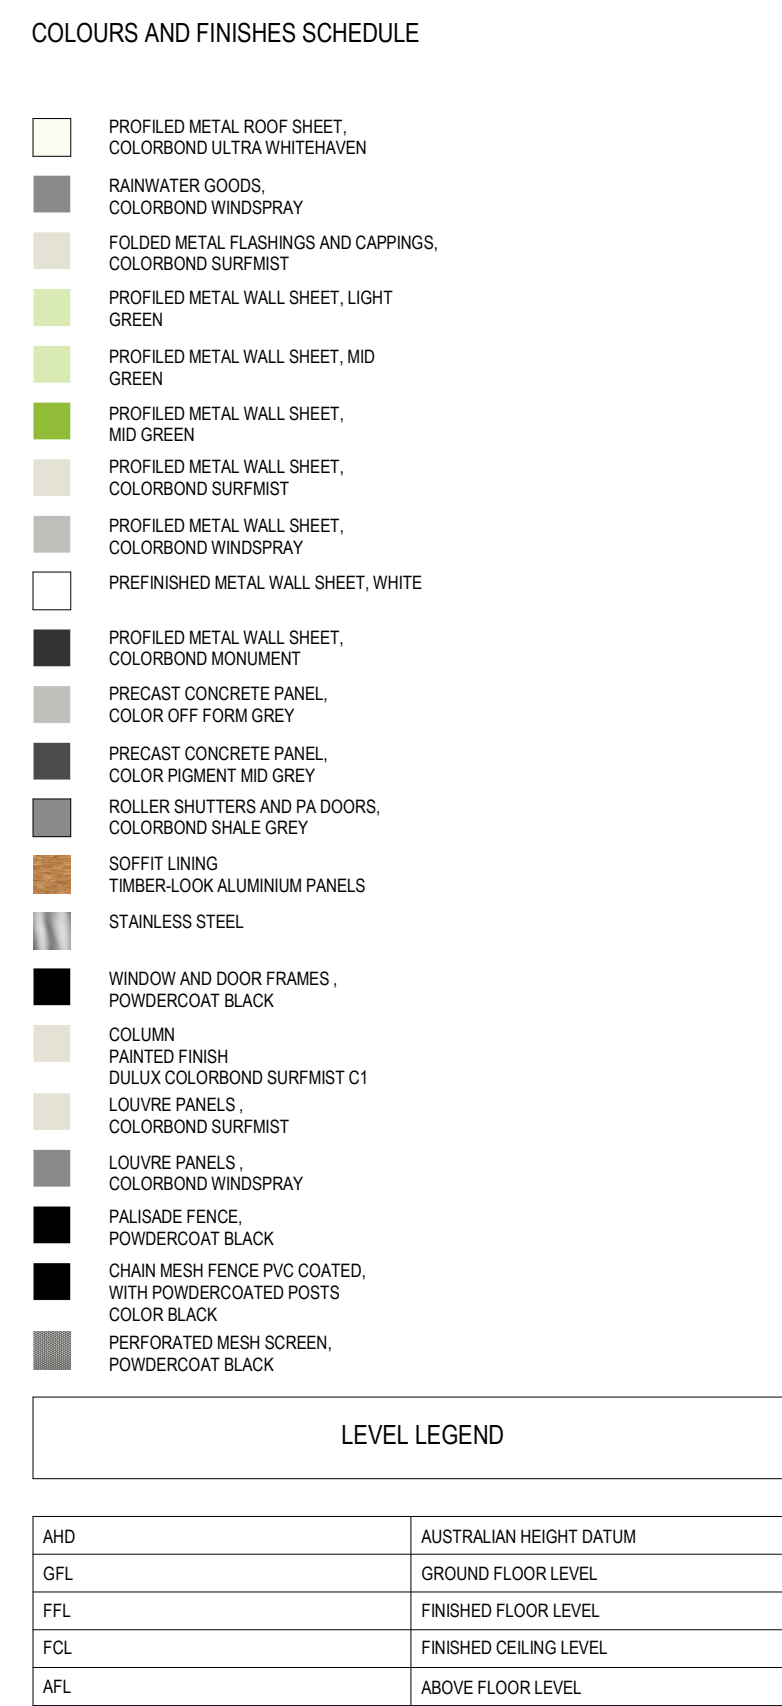 COLOURS AND FINISHES SCHEDULE
PROFILED METAL ROOF SHEET,
COLORBOND ULTRA WHITEHAVEN
RAINWATER GOODS,
COLORBOND WINDSPRAY
FOLDED METAL FLASHINGS AND CAPPINGS,
COLORBOND SURFMIST
PROFILED METAL WALL SHEET, LIGHT
GREEN
PROFILED METAL WALL SHEET, MID
GREEN
PROFILED METAL WALL SHEET,
MID GREEN
PROFILED METAL WALL SHEET,
COLORBOND SURFMIST
PROFILED METAL WALL SHEET,
COLORBOND WINDSPRAY
PREFINISHED METAL WALL SHEET, WHITE
PROFILED METAL WALL SHEET,
COLORBOND MONUMENT
PRECAST CONCRETE PANEL,
COLOR OFF FORM GREY
PRECAST CONCRETE PANEL,
COLOR PIGMENT MID GREY
ROLLER SHUTTERS AND PA DOORS,
COLORBOND SHALE GREY
SOFFIT LINING
TIMBER-LOOK ALUMINIUM PANELS
STAINLESS STEEL
WINDOW AND DOOR FRAMES ,
POWDERCOAT BLACK
COLUMN
PAINTED FINISH
DULUX COLORBOND SURFMIST C1
LOUVRE PANELS ,
COLORBOND SURFMIST
LOUVRE PANELS ,
COLORBOND WINDSPRAY
PALISADE FENCE,
POWDERCOAT BLACK
CHAIN MESH FENCE PVC COATED,
WITH POWDERCOATED POSTS
COLOR BLACK
PERFORATED MESH SCREEN,
POWDERCOAT BLACK
LEVEL LEGEND
AHD AUSTRALIAN HEIGHT DATUM
GFL GROUND FLOOR LEVEL
FFL FINISHED FLOOR LEVEL
FCL FINISHED CEILING LEVEL
AFL ABOVE FLOOR LEVEL